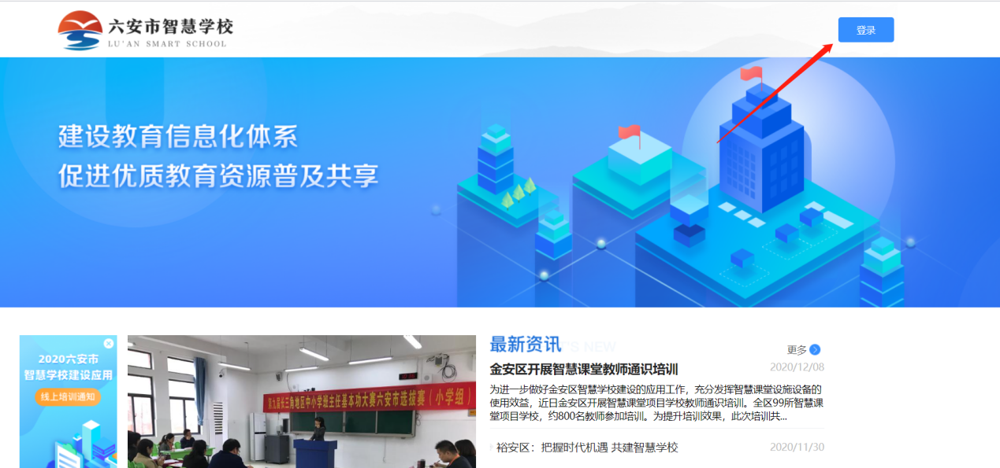 六安市智慧学校
LU'AN SMART SCHOOL
登录
建设教育信息化体系
促进优质教育资源普及共享
2020六安市
智慧学校建设应用
线上培训通知
第九届长三角地区中小学班主任基本功大赛六安市选拔赛（小学组）
最新资讯
'S NEW
更多
金安区开展智慧课堂教师通识培训
2020/12/08
为进一步做好金安区智慧学校建设的应用工作，充分发挥智慧课堂设施设备的
使用效益，近日金安区开展智慧课堂项目学校教师通识培训。全区99所智慧课
堂项目学校，约800名教师参加培训。为提升培训效果，此次培训共...
裕安区：把握时代机遇 共建智慧学校
2020/11/30